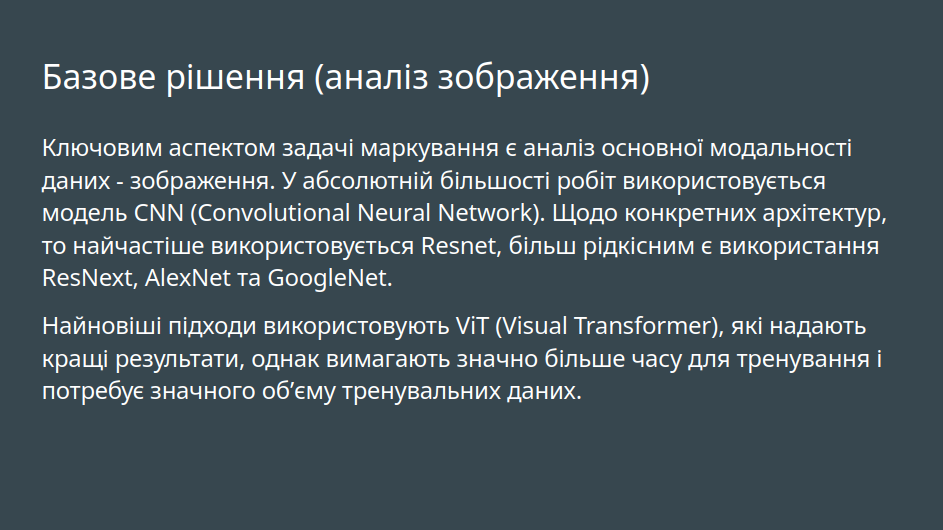 Базове рішення (аналіз зображення)
Ключовим аспектом задачі маркування є аналіз основної модальності
даних - зображення. У абсолютній більшості робіт використовується
модель CNN (Convolutional Neural Network). Щодо конкретних архітектур,
то найчастіше використовується Resnet, більш рідкісним є використання
ResNext, AlexNet та GoogleNet.
Найновіші підходи використовують ViT (Visual Transformer), які надають
кращі результати, однак вимагають значно більше часу для тренування і
потребує значного об’єму тренувальних даних.